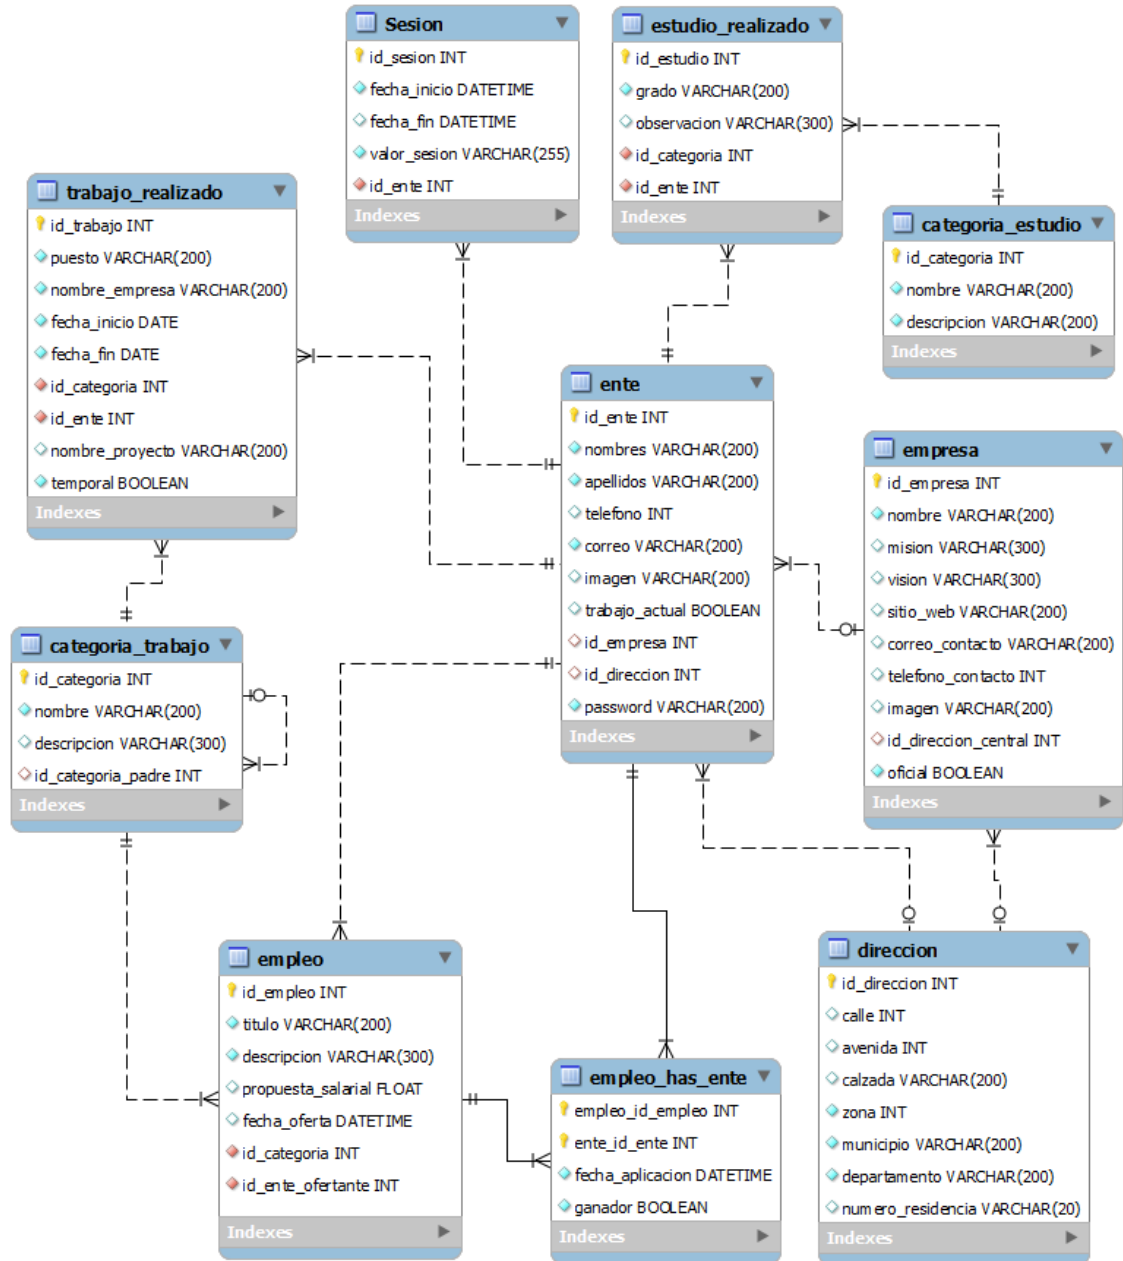 Sesion
id_sesion INT
fecha_inicio DATETIME
fecha_fin DATETIME
valor_sesion VARCHAR(255)
id_ente INT
Indexes
estudio_realizado
id_estudio INT
grado VARCHAR(200)
observacion VARCHAR(300)
id_categoria INT
id_ente INT
Indexes
trabajo_realizado
id_trabajo INT
puesto VARCHAR(200)
nombre_empresa VARCHAR(200)
fecha_inicio DATE
fecha_fin DATE
id_categoria INT
id_ente INT
nombre_proyecto VARCHAR(200)
temporal BOOLEAN
Indexes
categoria_estudio
id_categoria INT
nombre VARCHAR(200)
descripcion VARCHAR(200)
Indexes
ente
id_ente INT
nombres VARCHAR(200)
apellidos VARCHAR(200)
telefono INT
correo VARCHAR(200)
imagen VARCHAR(200)
trabajo_actual BOOLEAN
id_empresa INT
id_direccion INT
password VARCHAR(200)
Indexes
empresa
id_empresa INT
nombre VARCHAR(200)
mision VARCHAR(300)
vision VARCHAR(300)
sitio_web VARCHAR(200)
correo_contacto VARCHAR(200)
telefono_contacto INT
imagen VARCHAR(200)
id_direccion_central INT
oficial BOOLEAN
Indexes
categoria_trabajo
id_categoria INT
nombre VARCHAR(200)
descripcion VARCHAR(300)
id_categoria_padre INT
Indexes
empleo
id_empleo INT
titulo VARCHAR(200)
descripcion VARCHAR(300)
propuesta_salarial FLOAT
fecha_oferta DATETIME
id_categoria INT
id_ente_ofertante INT
Indexes
empleo_has_ente
empleo_id_empleo INT
ente_id_ente INT
fecha_aplicacion DATETIME
ganador BOOLEAN
Indexes
direccion
id_direccion INT
calle INT
avenida INT
calzada VARCHAR(200)
zona INT
municipio VARCHAR(200)
departamento VARCHAR(200)
numero_residencia VARCHAR(20)
Indexes